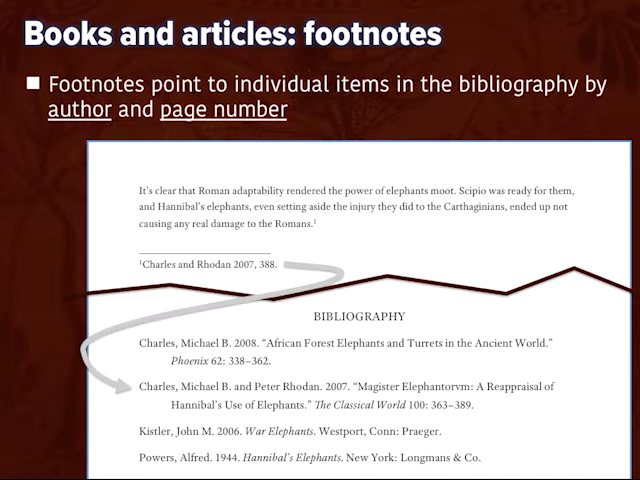 Books and articles: footnotes
Footnotes point to individual items in the bibliography by
author and page number
It's clear that Roman adaptability rendered the power of elephants moot. Scipio was ready for them,
and Hannibal's elephants, even setting aside the injury they did to the Carthaginians, ended up not
causing any real damage to the Romans.¹
¹Charles and Rhodan 2007, 388.
BIBLIOGRAPHY
Charles, Michael B. 2008. “African Forest Elephants and Turrets in the Ancient World.”
Phoenix 62: 338–362.
Charles, Michael B. and Peter Rhodan. 2007. “Magister Elephantorvm: A Reappraisal of
Hannibal's Use of Elephants.” The Classical World 100: 363–389.
Kistler, John M. 2006. War Elephants. Westport, Conn: Praeger.
Powers, Alfred. 1944. Hannibal's Elephants. New York: Longmans & Co.